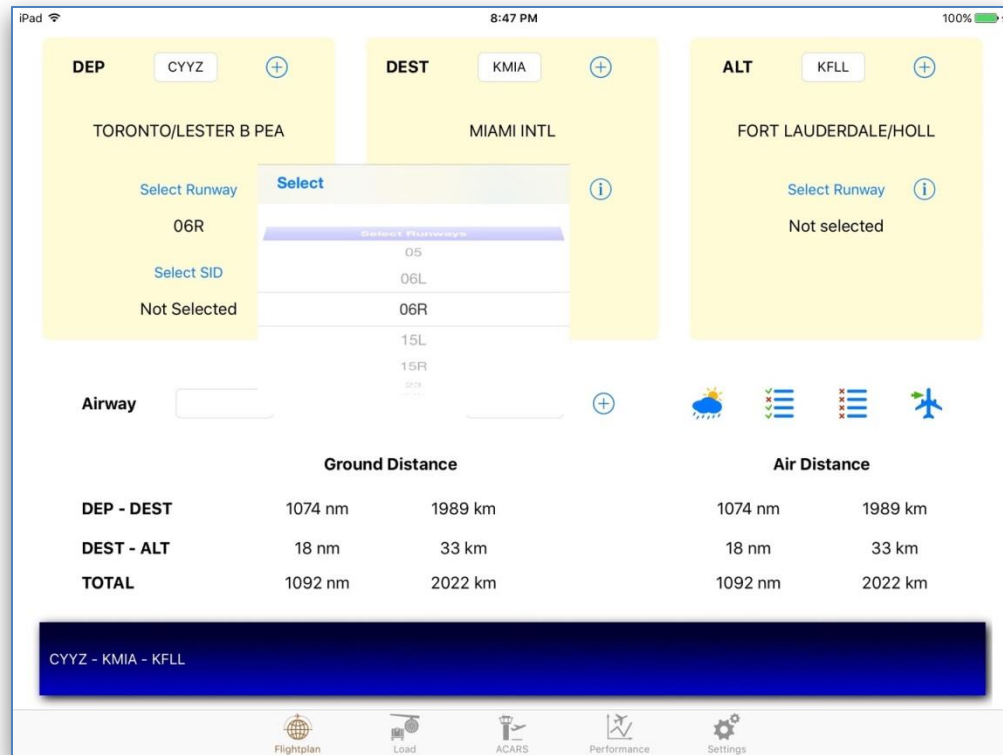 iPad 8:47 PM 100%
DEP CYYZ DEST KMIA ALT KFLL
TORONTO/LESTER B PEA MIAMI INTL FORT LAUDERDALE/HOLL
Select Runway Select Select Runway
06R Not selected
Select Runways
05
Select SID 06L
Not Selected 06R
15L
15R
23
Airway
Ground Distance Air Distance
DEP - DEST 1074 nm 1989 km 1074 nm 1989 km
DEST - ALT 18 nm 33 km 18 nm 33 km
TOTAL 1092 nm 2022 km 1092 nm 2022 km
CYYZ - KMIA - KFLL
Flightplan Load ACARS Performance Settings